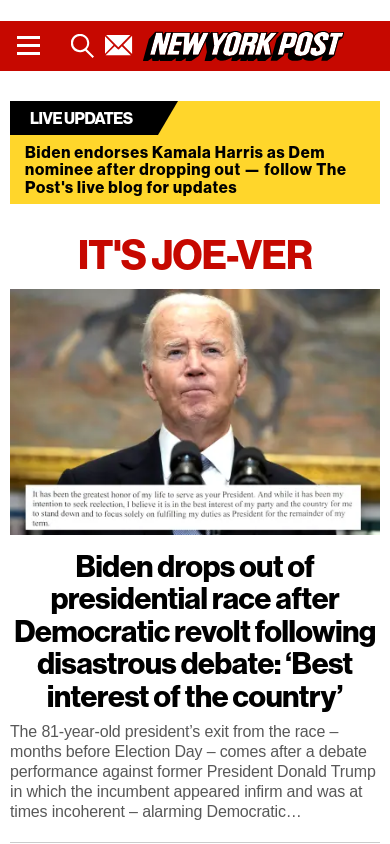 NEW YORK POST
LIVE UPDATES
Biden endorses Kamala Harris as Dem
nominee after dropping out — follow The
Post's live blog for updates
IT'S JOE-VER
It has been the greatest honor of my life to serve as your President. And while it has been my
intention to seek reelection, I believe it is in the best interest of my party and the country for me
to stand down and to focus solely on fulfilling my duties as President for the remainder of my
term.
Biden drops out of
presidential race after
Democratic revolt following
disastrous debate: ‘Best
interest of the country’
The 81-year-old president’s exit from the race –
months before Election Day – comes after a debate
performance against former President Donald Trump
in which the incumbent appeared infirm and was at
times incoherent – alarming Democratic…